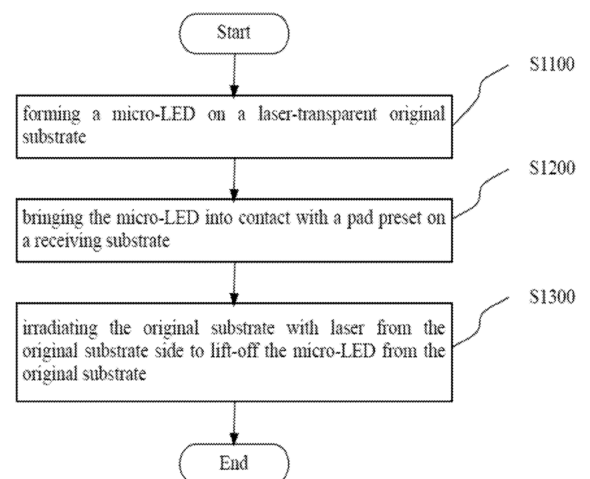 Start
S1100
forming a micro-LED on a laser-transparent original
substrate
S1200
bringing the micro-LED into contact with a pad preset on
a receiving substrate
S1300
irradiating the original substrate with laser from the
original substrate side to lift-off the micro-LED from the
original substrate
End